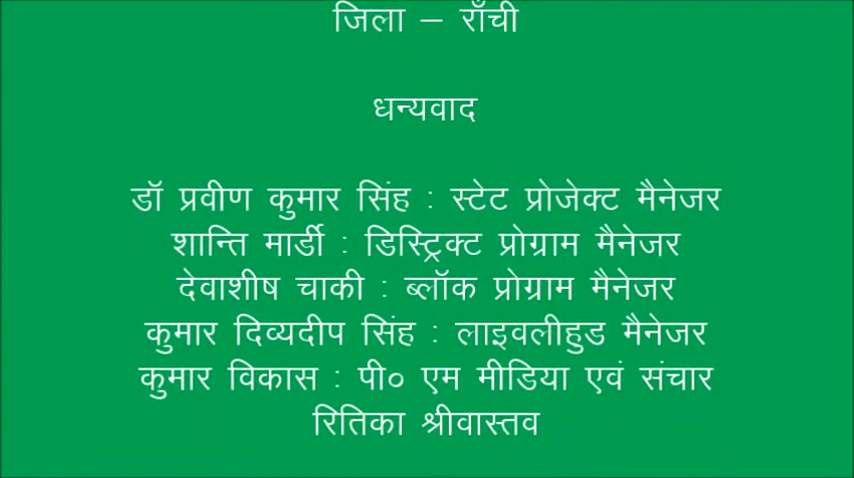 जिला – राँची
धन्यवाद
डॉ प्रवीण कुमार सिंह : स्टेट प्रोजेक्ट मैनेजर
शान्ति मार्डी : डिस्ट्रिक्ट प्रोग्राम मैनेजर
देवाशीष चाकी : ब्लॉक प्रोग्राम मैनेजर
कुमार दिव्यदीप सिंह : लाइवलीहुड मैनेजर
कुमार विकास : पी० एम मीडिया एवं संचार
रितिका श्रीवास्तव